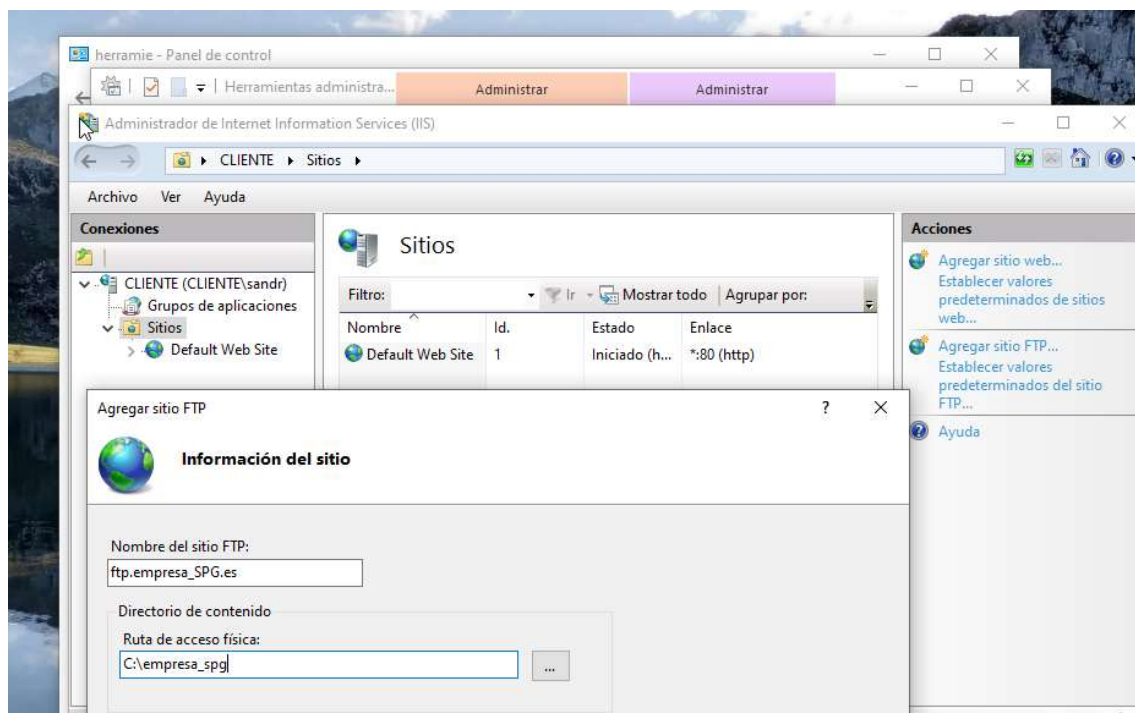 herramie - Panel de control
Herramientas administra...
Administrar
Administrar
Administrador de Internet Information Services (IIS)
CLIENTE
Sitios
Archivo Ver Ayuda
Conexiones
CLIENTE (CLIENTE\sandr)
Grupos de aplicaciones
Sitios
Default Web Site
Sitios
Filtro: Ir Mostrar todo Agrupar por:
Nombre Id. Estado Enlace
Default Web Site 1 Iniciado (h... *:80 (http)
Acciones
Agregar sitio web...
Establecer valores
predeterminados de sitios
web...
Agregar sitio FTP...
Establecer valores
predeterminados del sitio
FTP...
Ayuda
Agregar sitio FTP
Información del sitio
Nombre del sitio FTP:
ftp.empresa_SPG.es
Directorio de contenido
Ruta de acceso física:
C:\empresa_spg
...